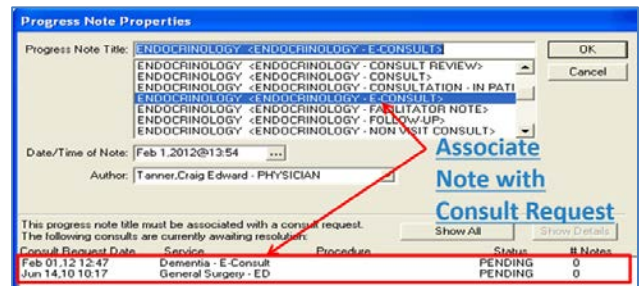 Progress Note Properties
Progress Note Title: ENDOCRINOLOGY <ENDOCRINOLOGY - E-CONSULT> OK
ENDOCRINOLOGY <ENDOCRINOLOGY - CONSULT REVIEW> Cancel
ENDOCRINOLOGY <ENDOCRINOLOGY - CONSULT>
ENDOCRINOLOGY <ENDOCRINOLOGY - CONSULTATION - IN PATI
ENDOCRINOLOGY <ENDOCRINOLOGY - E-CONSULT>
ENDOCRINOLOGY <ENDOCRINOLOGY - FACILITATOR NOTE>
ENDOCRINOLOGY <ENDOCRINOLOGY - FOLLOW-UP>
ENDOCRINOLOGY <ENDOCRINOLOGY - NON VISIT CONSULT>
Date/Time of Note: Feb 1,2012@13:54 ...
Author: Tanner,Craig Edward - PHYSICIAN
Associate
Note with
Consult Request
This progress note title must be associated with a consult request.
The following consults are currently awaiting resolution: Show All Show Details
Consult Request Date Service Procedure Status # Notes
Feb 01,12 12:47 Dementia - E-Consult PENDING 0
Jun 14,10 10:17 General Surgery - ED PENDING 0